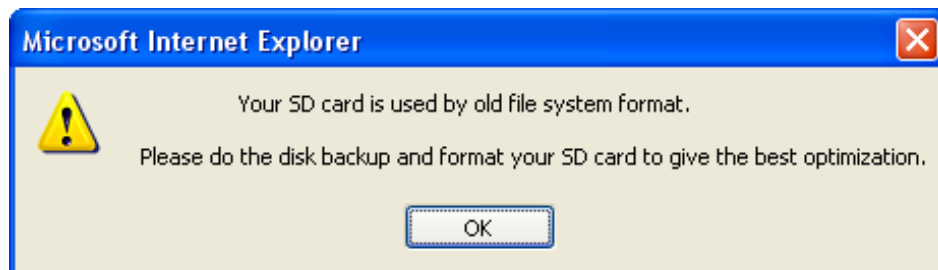 Microsoft Internet Explorer
Your SD card is used by old file system format.
Please do the disk backup and format your SD card to give the best optimization.
OK